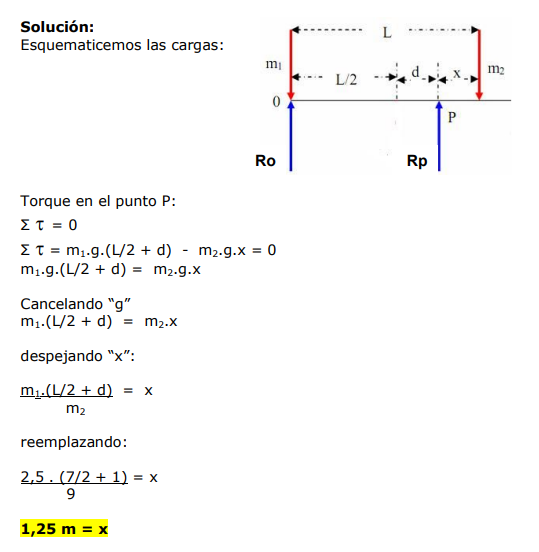 Solución:
Esquematicemos las cargas:
L
m₁
m₂
L/2
d
x
0
P
Ro
Rp
Torque en el punto P:
Σ τ = 0
Σ τ = m₁.g.(L/2 + d) - m₂.g.x = 0
m₁.g.(L/2 + d) = m₂.g.x
Cancelando “g”
m₁.(L/2 + d) = m₂.x
despejando “x”:
m₁.(L/2 + d) = x
m₂
reemplazando:
2,5 . (7/2 + 1) = x
9
1,25 m = x